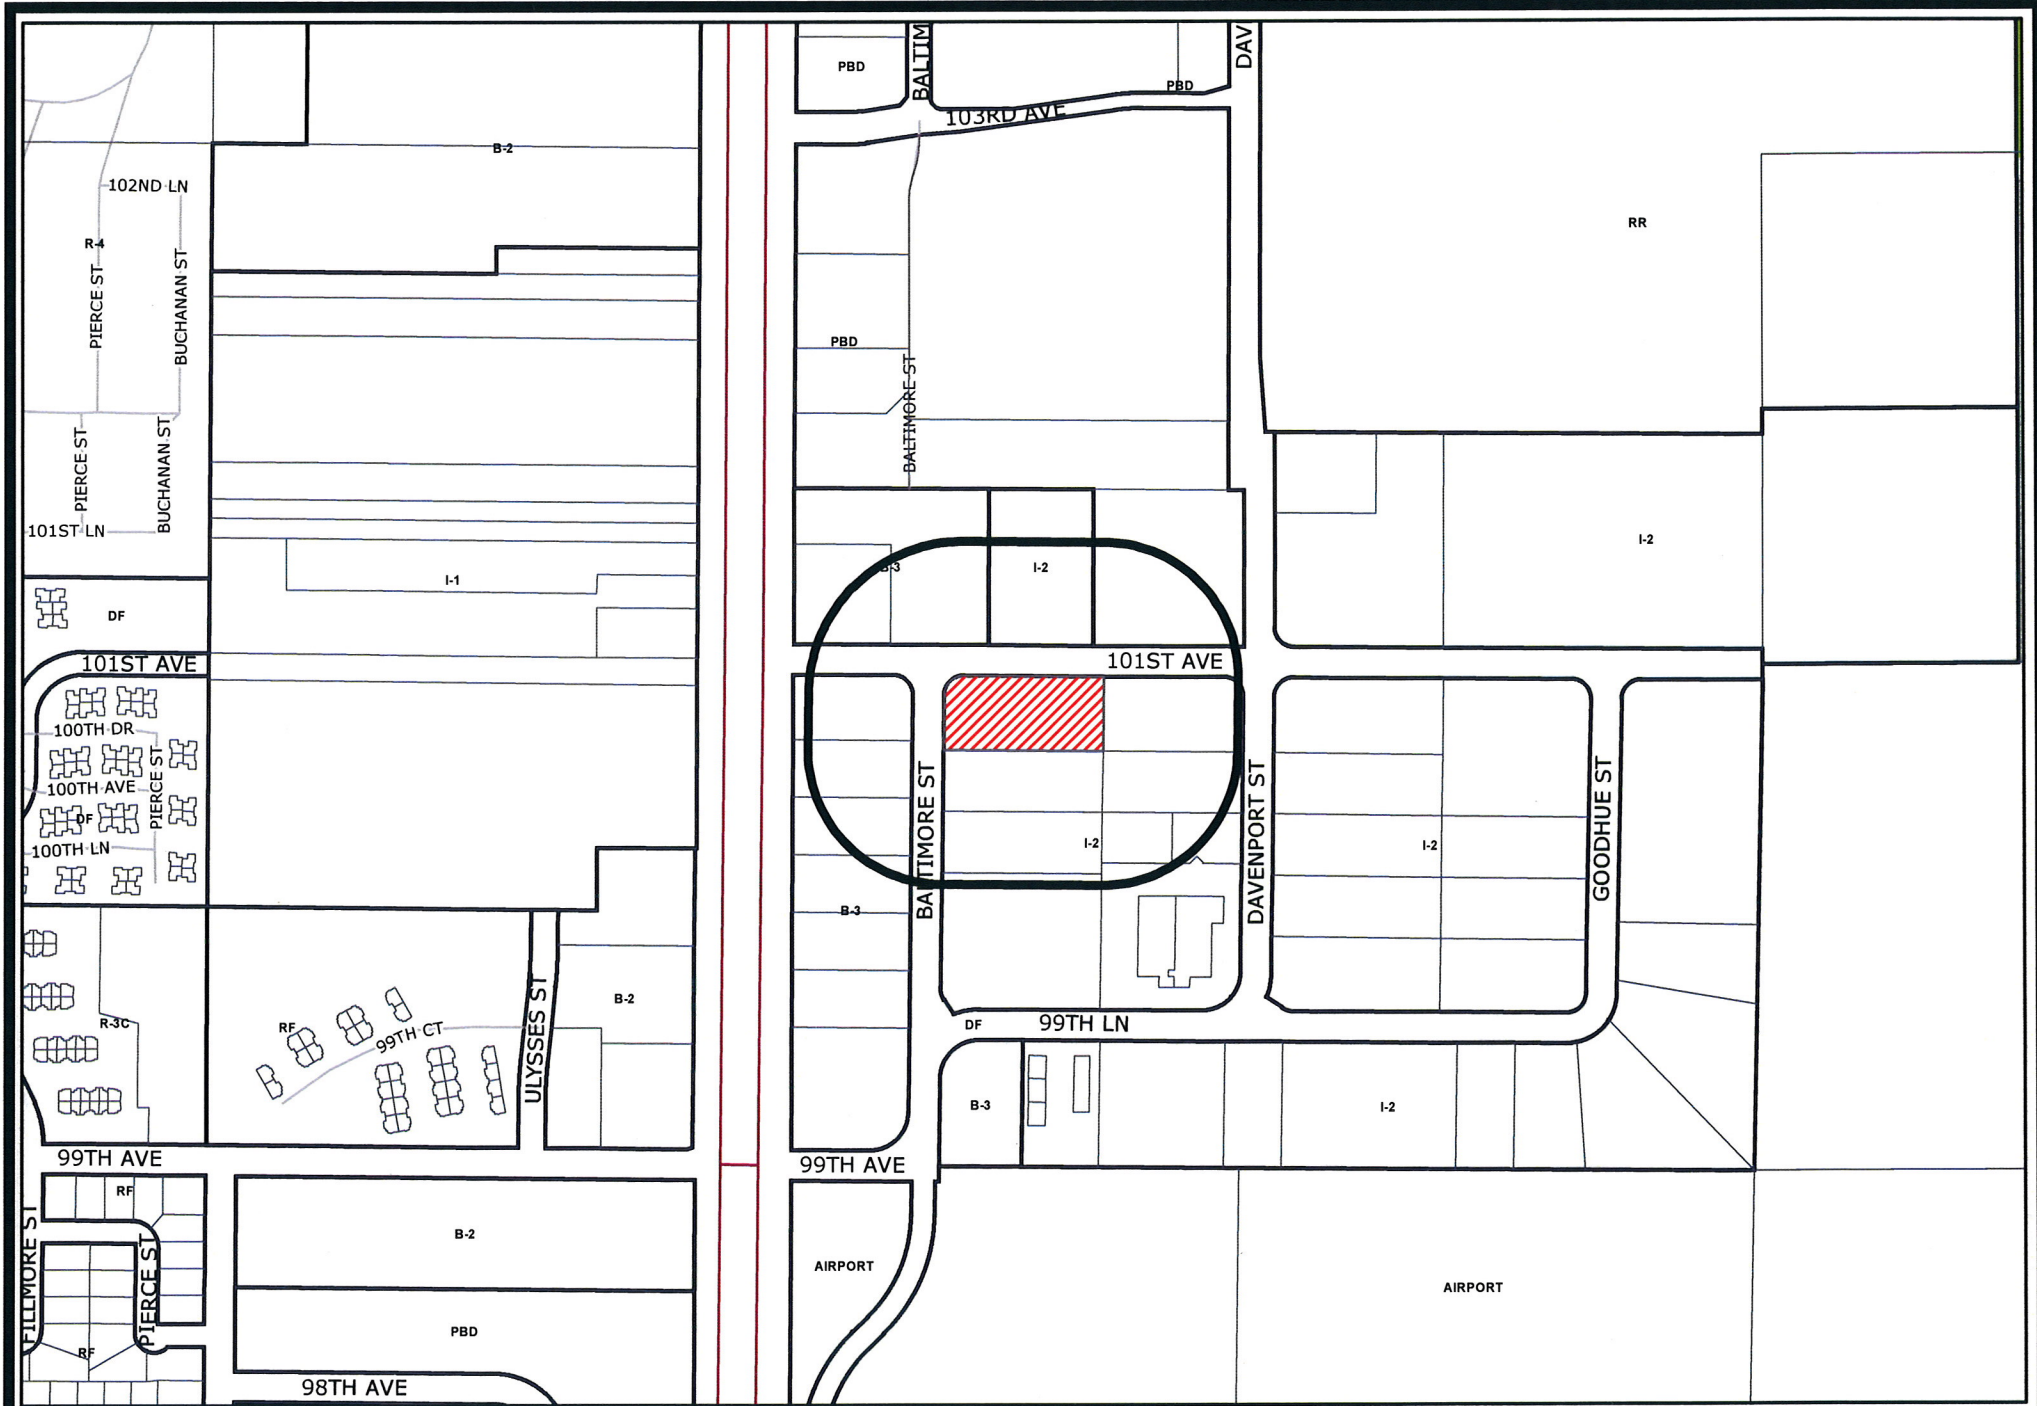 PBD
BALTIM
DAV
PBD
103RD AVE
B-2
102ND LN
RR
R-4
PIERCE ST
BUCHANAN ST
PBD
BALTIMORE ST
PIERCE ST
BUCHANAN ST
101ST LN
I-2
B-3
I-2
I-1
DF
101ST AVE
101ST AVE
100TH DR
PIERCE ST
100TH AVE
DF
100TH LN
BALTIMORE ST
I-2
DAVENPORT ST
I-2
GOODHUE ST
B-3
R-3C
RF
99TH CT
ULYSSES ST
B-2
DF
99TH LN
B-3
I-2
99TH AVE
99TH AVE
RF
FILLMORE ST
PIERCE ST
B-2
AIRPORT
AIRPORT
PBD
RF
98TH AVE